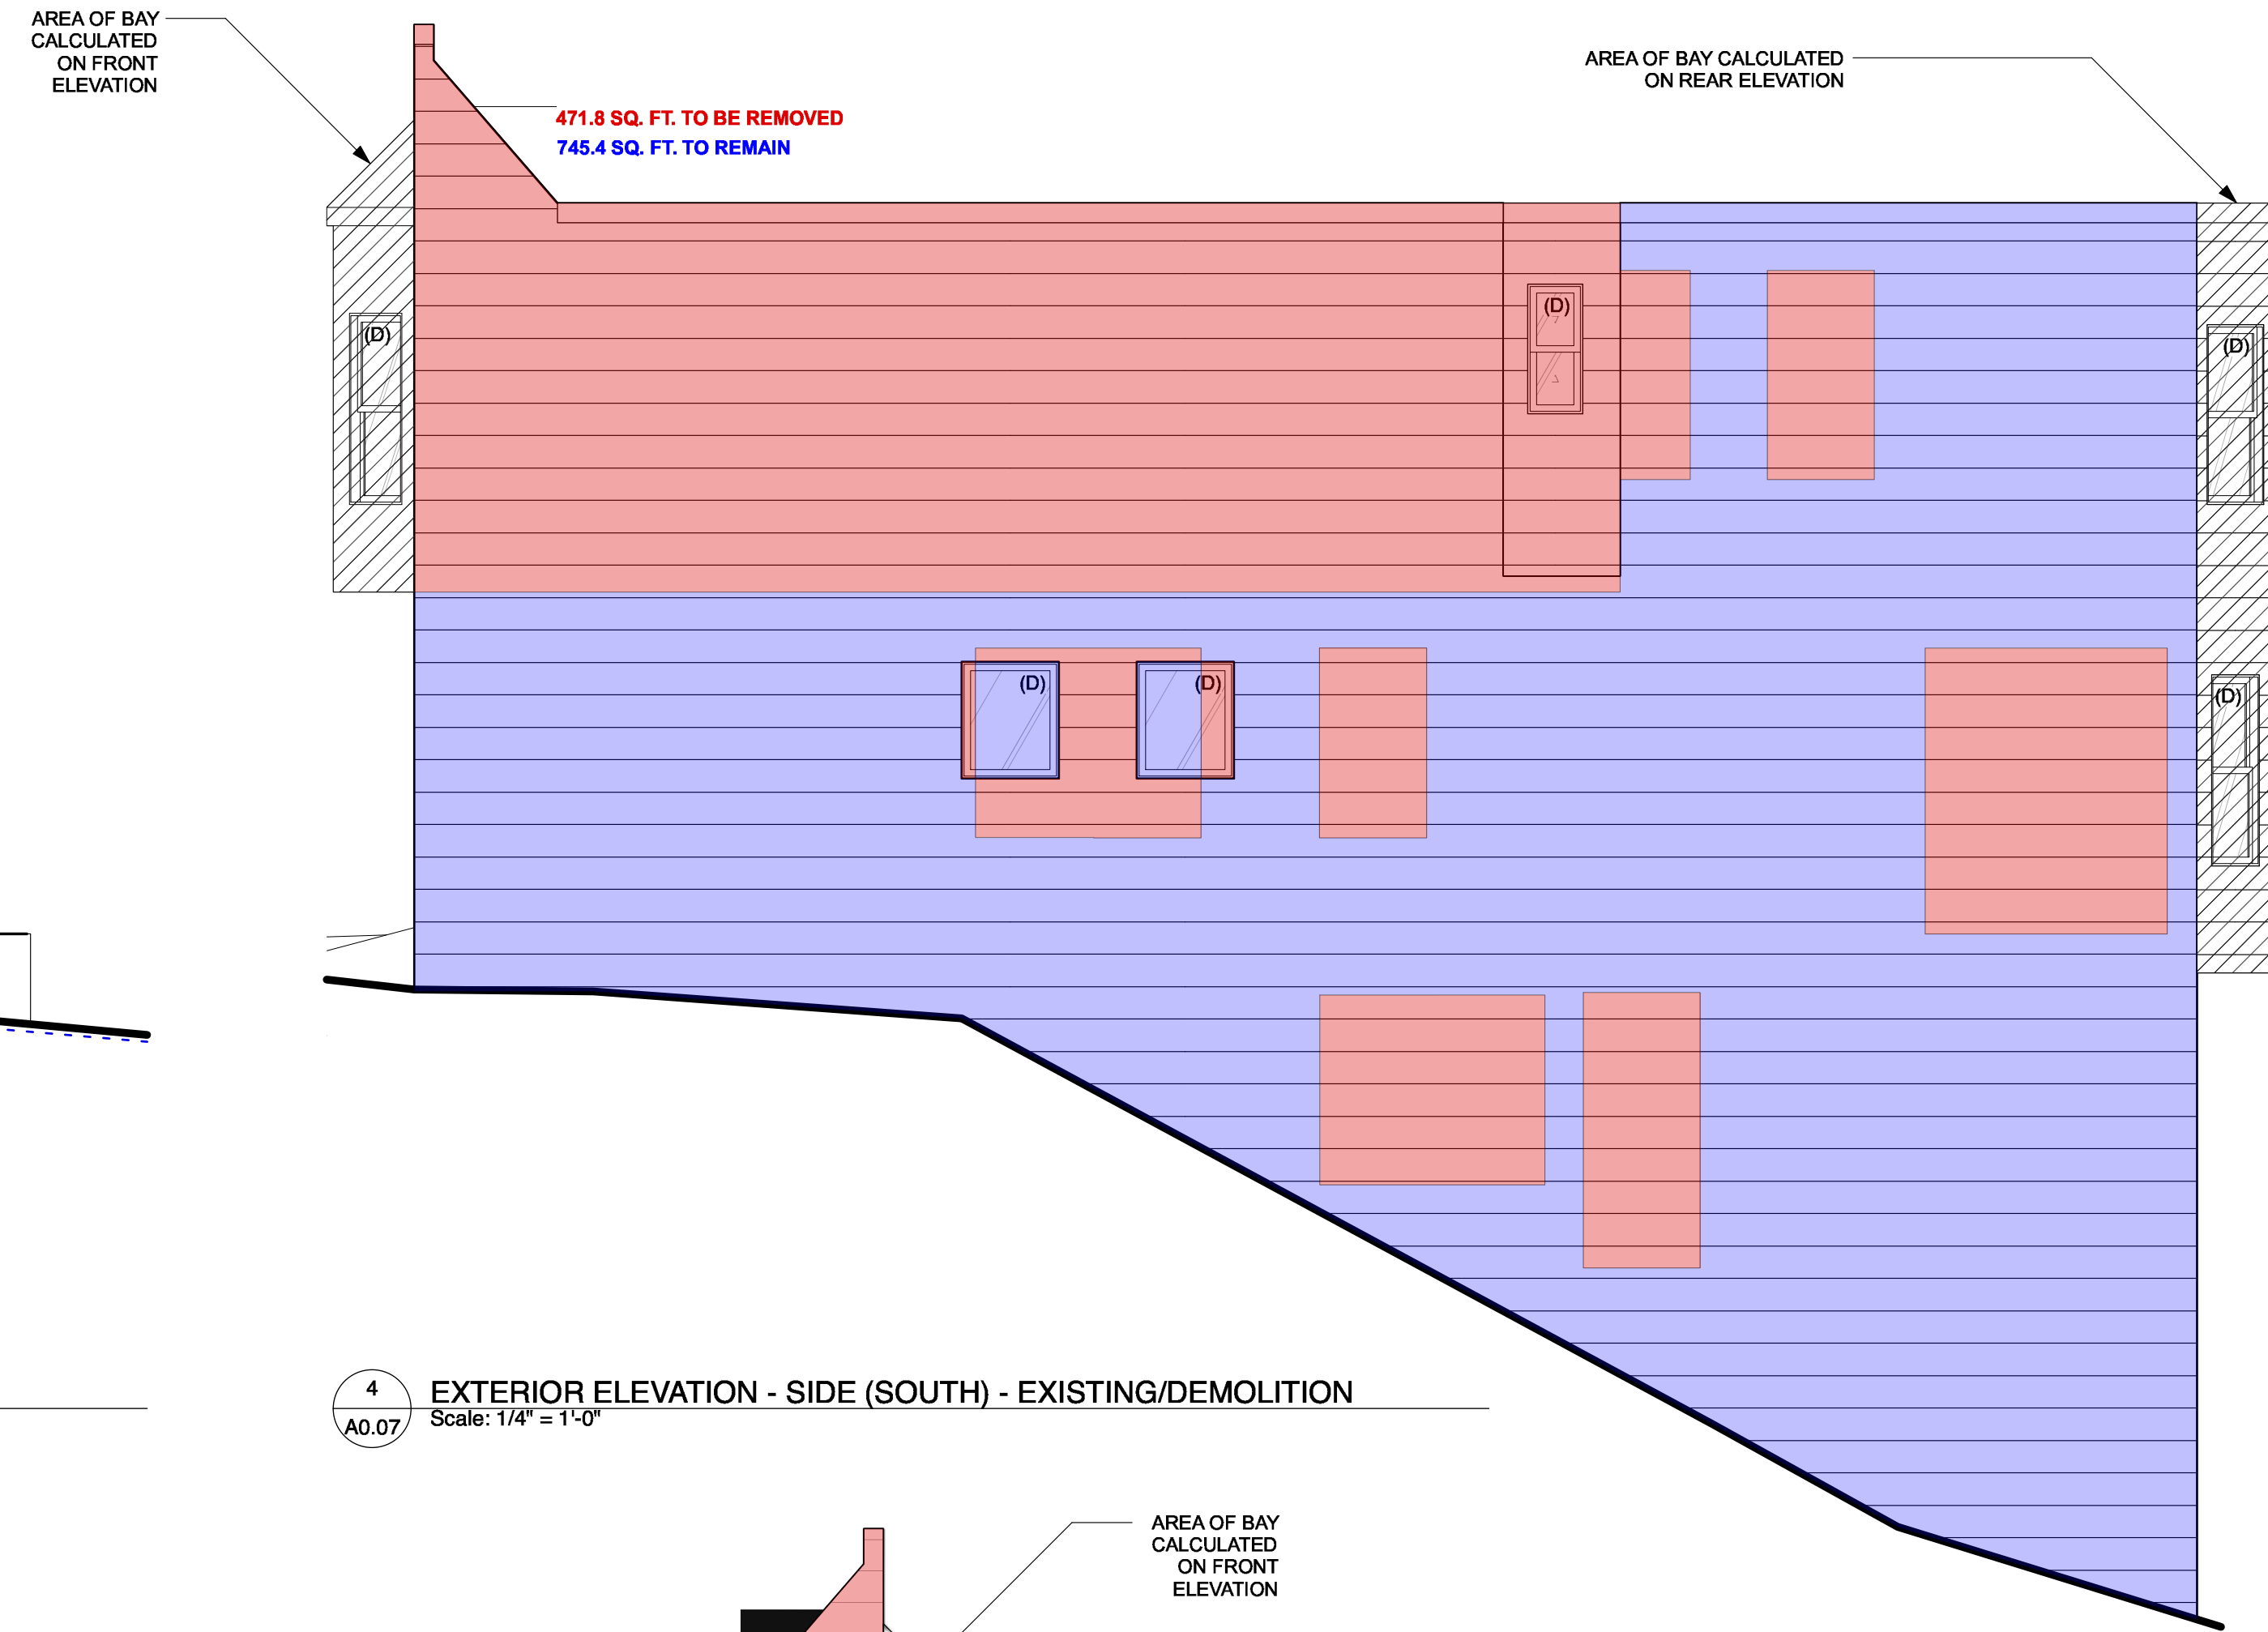 AREA OF BAY
CALCULATED
ON FRONT
ELEVATION
AREA OF BAY CALCULATED
ON REAR ELEVATION
471.8 SQ. FT. TO BE REMOVED
745.4 SQ. FT. TO REMAIN
(D)
(D)
(D)
(D)
(D)
(D)
4
A0.07
EXTERIOR ELEVATION - SIDE (SOUTH) - EXISTING/DEMOLITION
Scale: 1/4" = 1'-0"
AREA OF BAY
CALCULATED
ON FRONT
ELEVATION